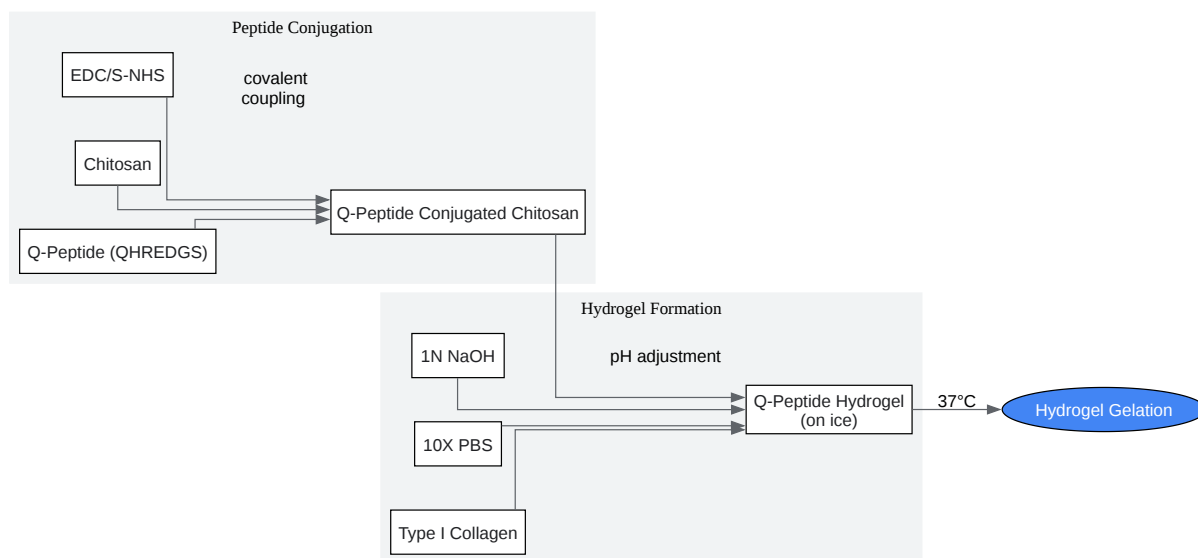 Peptide Conjugation
EDC/S-NHS
covalent
coupling
Chitosan
Q-Peptide Conjugated Chitosan
Q-Peptide (QHREDGS)
Hydrogel Formation
1N NaOH
pH adjustment
Q-Peptide Hydrogel
(on ice)
37°C
Hydrogel Gelation
10X PBS
Type I Collagen